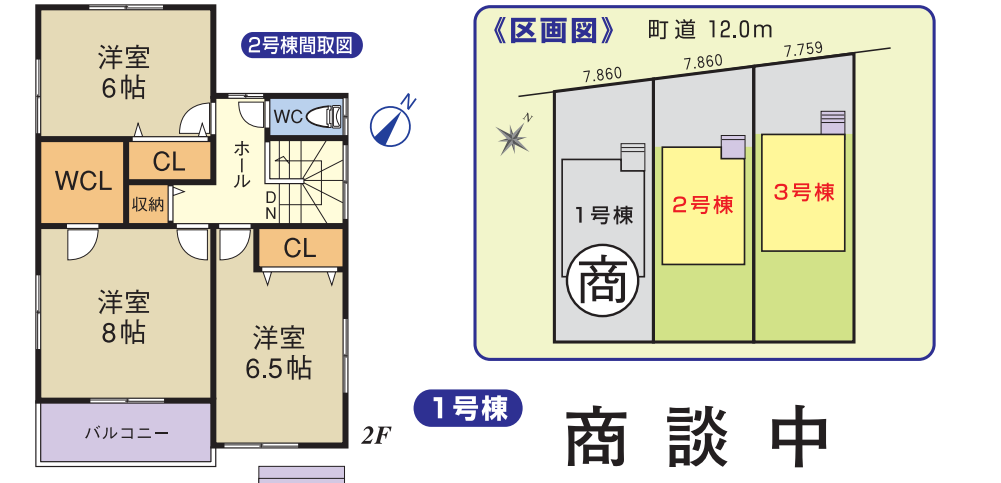 洋室
6帖
2号棟間取図
WC
N
ホール
CL
WCL
収納
DN
CL
洋室
8帖
洋室
6.5帖
バルコニー
2F
《区画図》 町道 12.0m
7.860
7.860
7.759
N
1号棟
2号棟
3号棟
商
1号棟
商談中